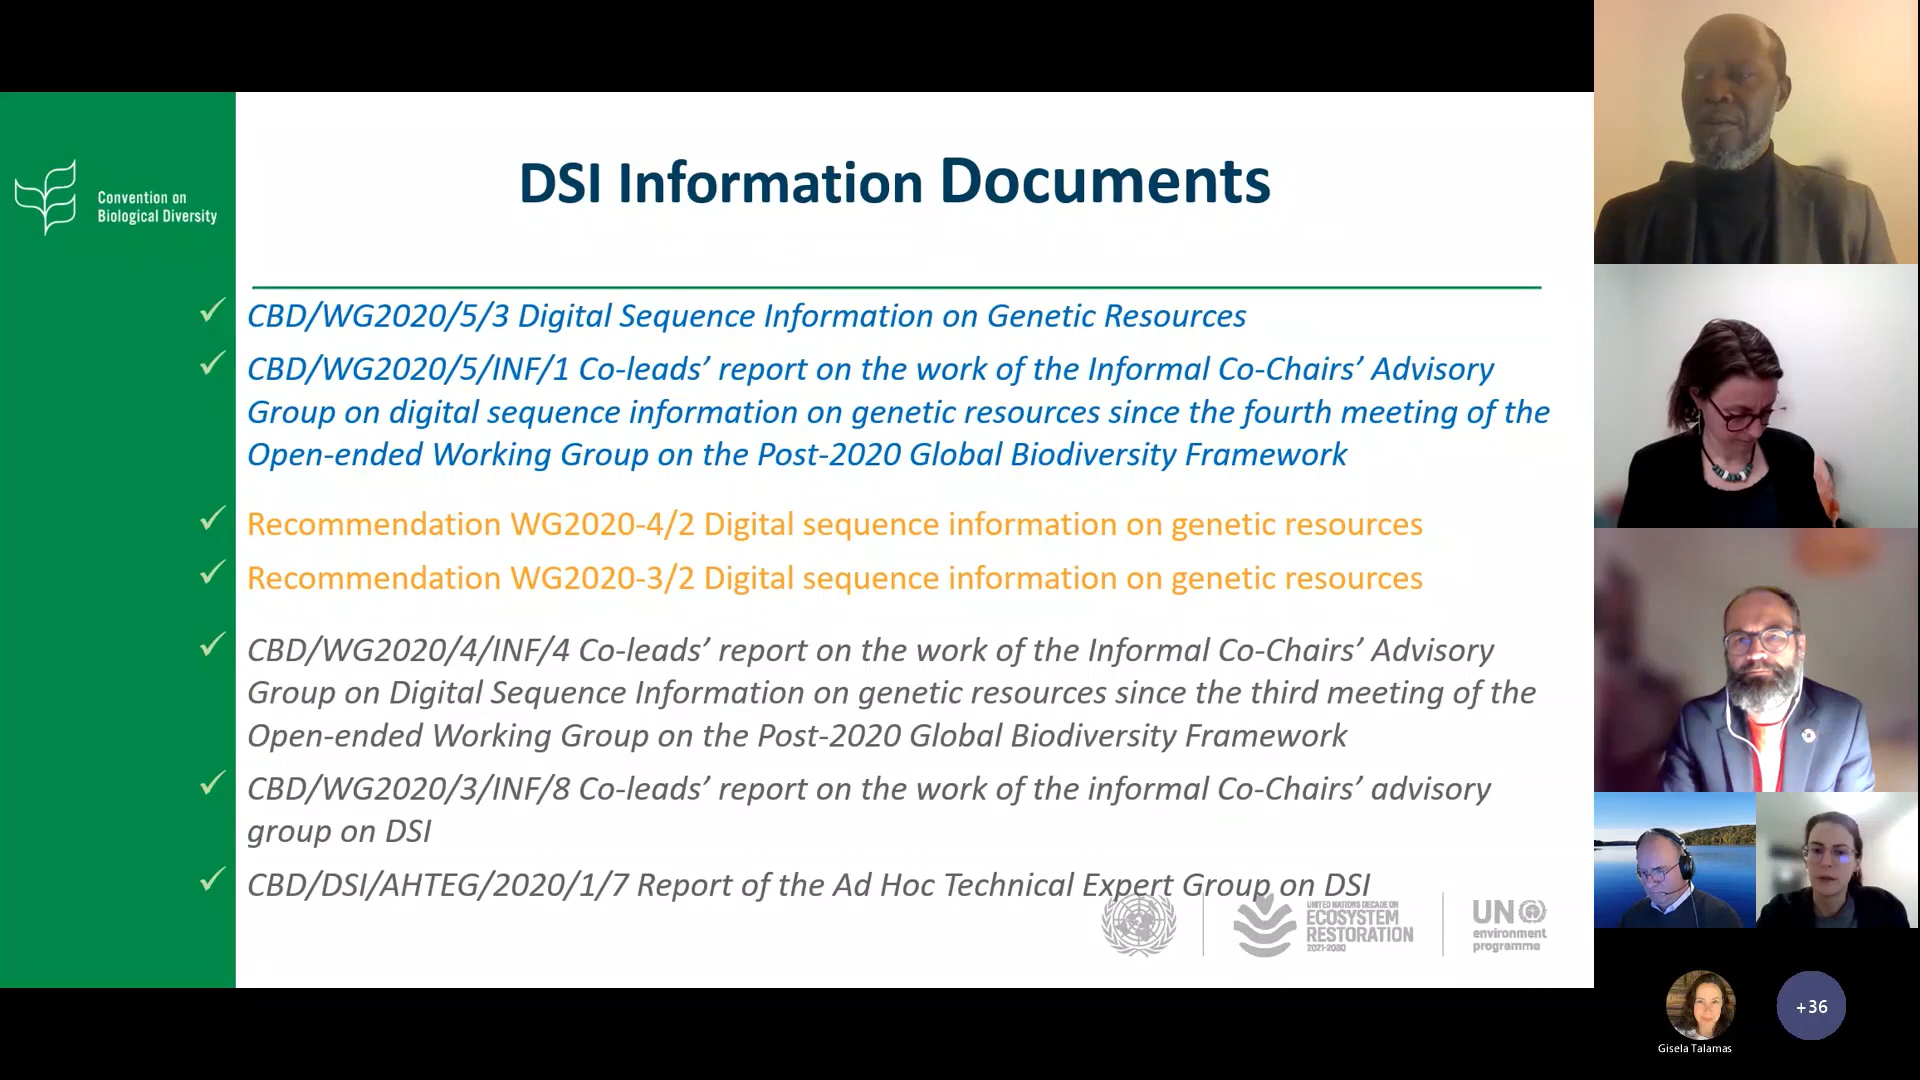 Convention on
Biological Diversity
DSI Information Documents
CBD/WG2020/5/3 Digital Sequence Information on Genetic Resources
CBD/WG2020/5/INF/1 Co-leads’ report on the work of the Informal Co-Chairs’ Advisory
Group on digital sequence information on genetic resources since the fourth meeting of the
Open-ended Working Group on the Post-2020 Global Biodiversity Framework
Recommendation WG2020-4/2 Digital sequence information on genetic resources
Recommendation WG2020-3/2 Digital sequence information on genetic resources
CBD/WG2020/4/INF/4 Co-leads’ report on the work of the Informal Co-Chairs’ Advisory
Group on Digital Sequence Information on genetic resources since the third meeting of the
Open-ended Working Group on the Post-2020 Global Biodiversity Framework
CBD/WG2020/3/INF/8 Co-leads’ report on the work of the informal Co-Chairs’ advisory
group on DSI
CBD/DSI/AHTEG/2020/1/7 Report of the Ad Hoc Technical Expert Group on DSI
UNITED NATIONS DECADE ON
ECOSYSTEM
RESTORATION
2021-2030
UN
environment
programme
+36
Gisela Talamas